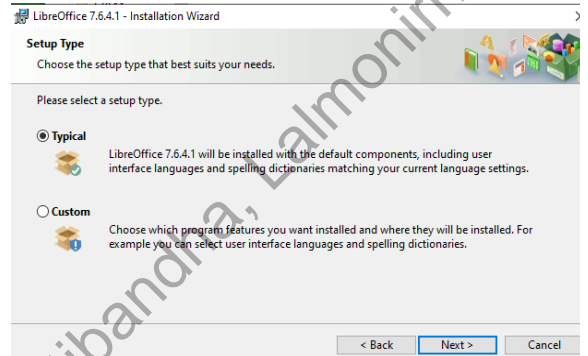 LibreOffice 7.6.4.1 - Installation Wizard
Setup Type
Choose the setup type that best suits your needs.
Please select a setup type.
Typical
LibreOffice 7.6.4.1 will be installed with the default components, including user
interface languages and spelling dictionaries matching your current language settings.
Custom
Choose which program features you want installed and where they will be installed. For
example you can select user interface languages and spelling dictionaries.
< Back Next > Cancel